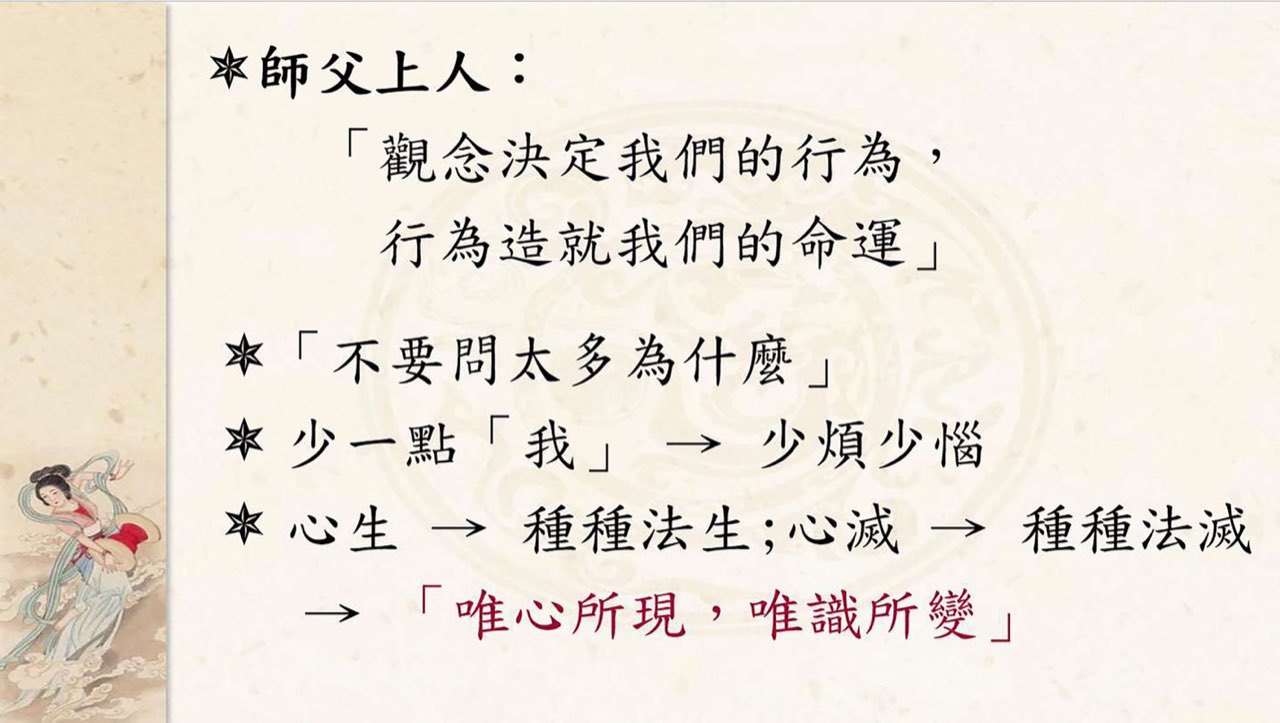 ✵師父上人：
「觀念決定我們的行為，
行為造就我們的命運」
✵「不要問太多為什麼」
✵ 少一點「我」 → 少煩少惱
✵ 心生 → 種種法生;心滅 → 種種法滅
→ 「唯心所現，唯識所變」